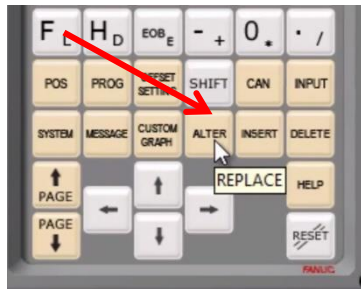 F L H D EOB E - + 0 * . /
POS PROG OFFSET SETTING SHIFT CAN INPUT
SYSTEM MESSAGE CUSTOM GRAPH ALTER INSERT DELETE
PAGE REPLACE HELP
PAGE RESET
FANUC